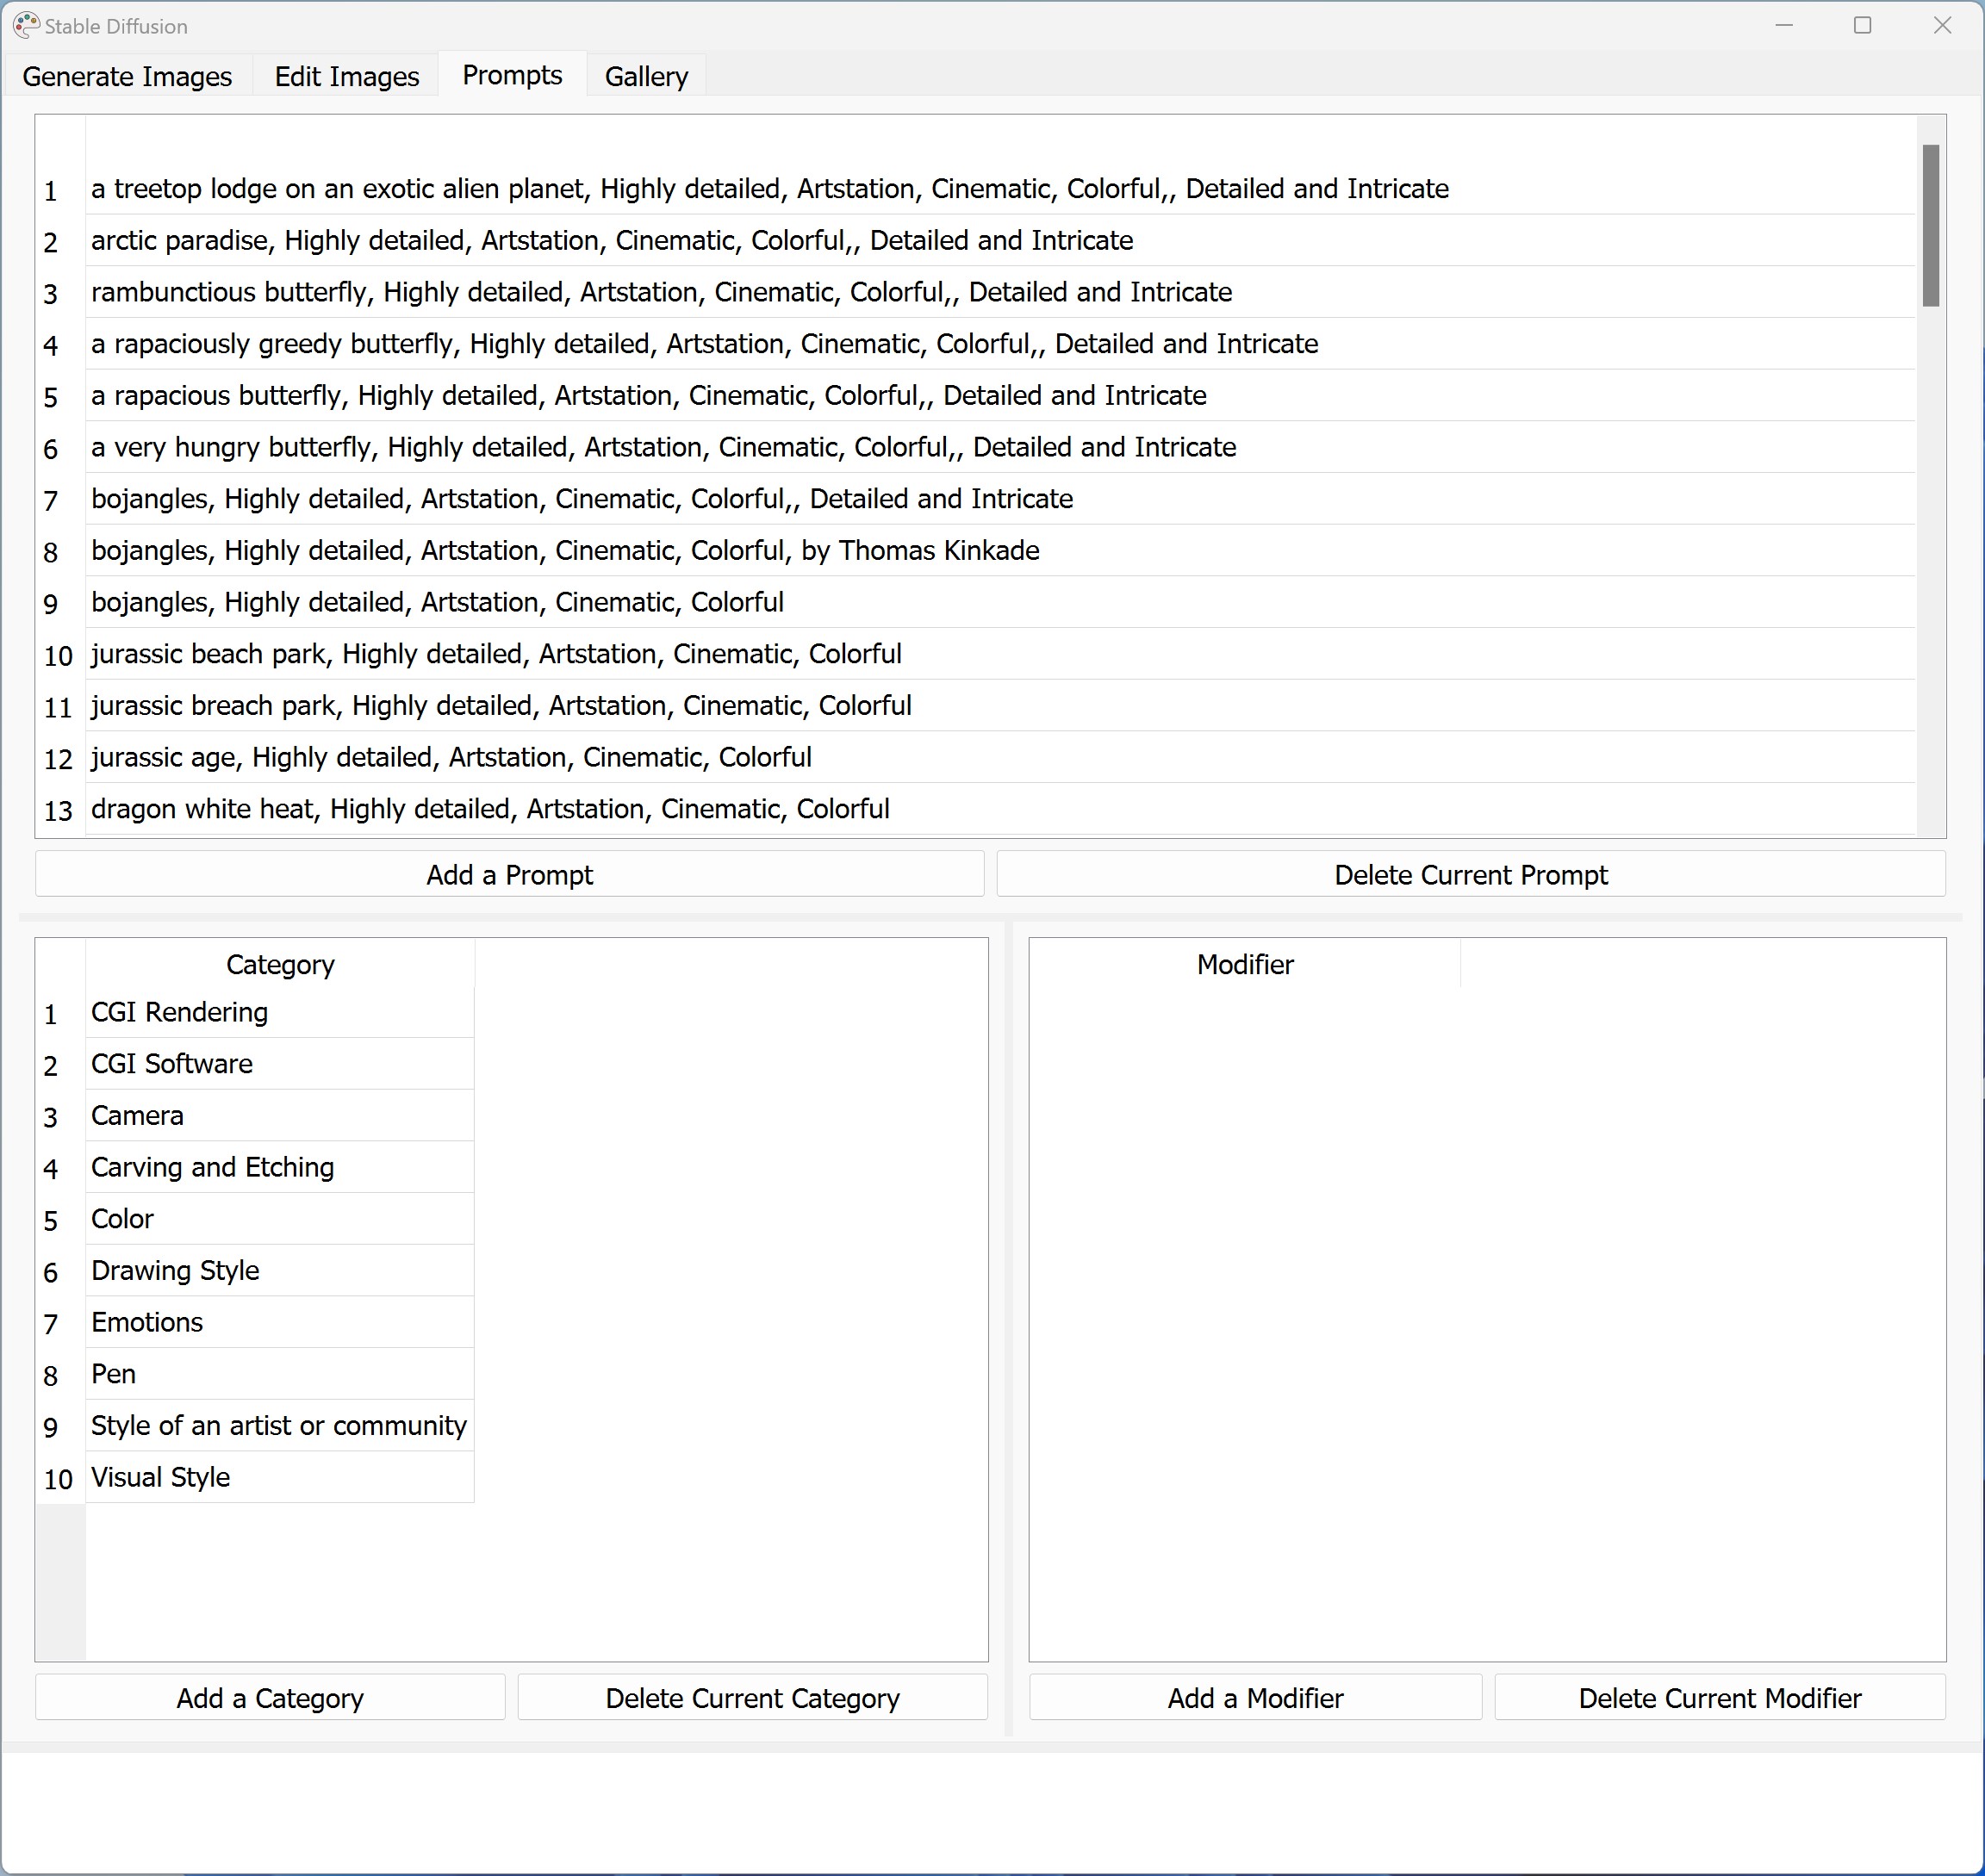 Stable Diffusion
Generate Images Edit Images Prompts Gallery
1 a treetop lodge on an exotic alien planet, Highly detailed, Artstation, Cinematic, Colorful,, Detailed and Intricate
2 arctic paradise, Highly detailed, Artstation, Cinematic, Colorful,, Detailed and Intricate
3 rambunctious butterfly, Highly detailed, Artstation, Cinematic, Colorful,, Detailed and Intricate
4 a rapaciously greedy butterfly, Highly detailed, Artstation, Cinematic, Colorful,, Detailed and Intricate
5 a rapacious butterfly, Highly detailed, Artstation, Cinematic, Colorful,, Detailed and Intricate
6 a very hungry butterfly, Highly detailed, Artstation, Cinematic, Colorful,, Detailed and Intricate
7 bojangles, Highly detailed, Artstation, Cinematic, Colorful,, Detailed and Intricate
8 bojangles, Highly detailed, Artstation, Cinematic, Colorful, by Thomas Kinkade
9 bojangles, Highly detailed, Artstation, Cinematic, Colorful
10 jurassic beach park, Highly detailed, Artstation, Cinematic, Colorful
11 jurassic breach park, Highly detailed, Artstation, Cinematic, Colorful
12 jurassic age, Highly detailed, Artstation, Cinematic, Colorful
13 dragon white heat, Highly detailed, Artstation, Cinematic, Colorful
Add a Prompt Delete Current Prompt
Category
1 CGI Rendering
2 CGI Software
3 Camera
4 Carving and Etching
5 Color
6 Drawing Style
7 Emotions
8 Pen
9 Style of an artist or community
10 Visual Style
Add a Category Delete Current Category
Modifier
Add a Modifier Delete Current Modifier